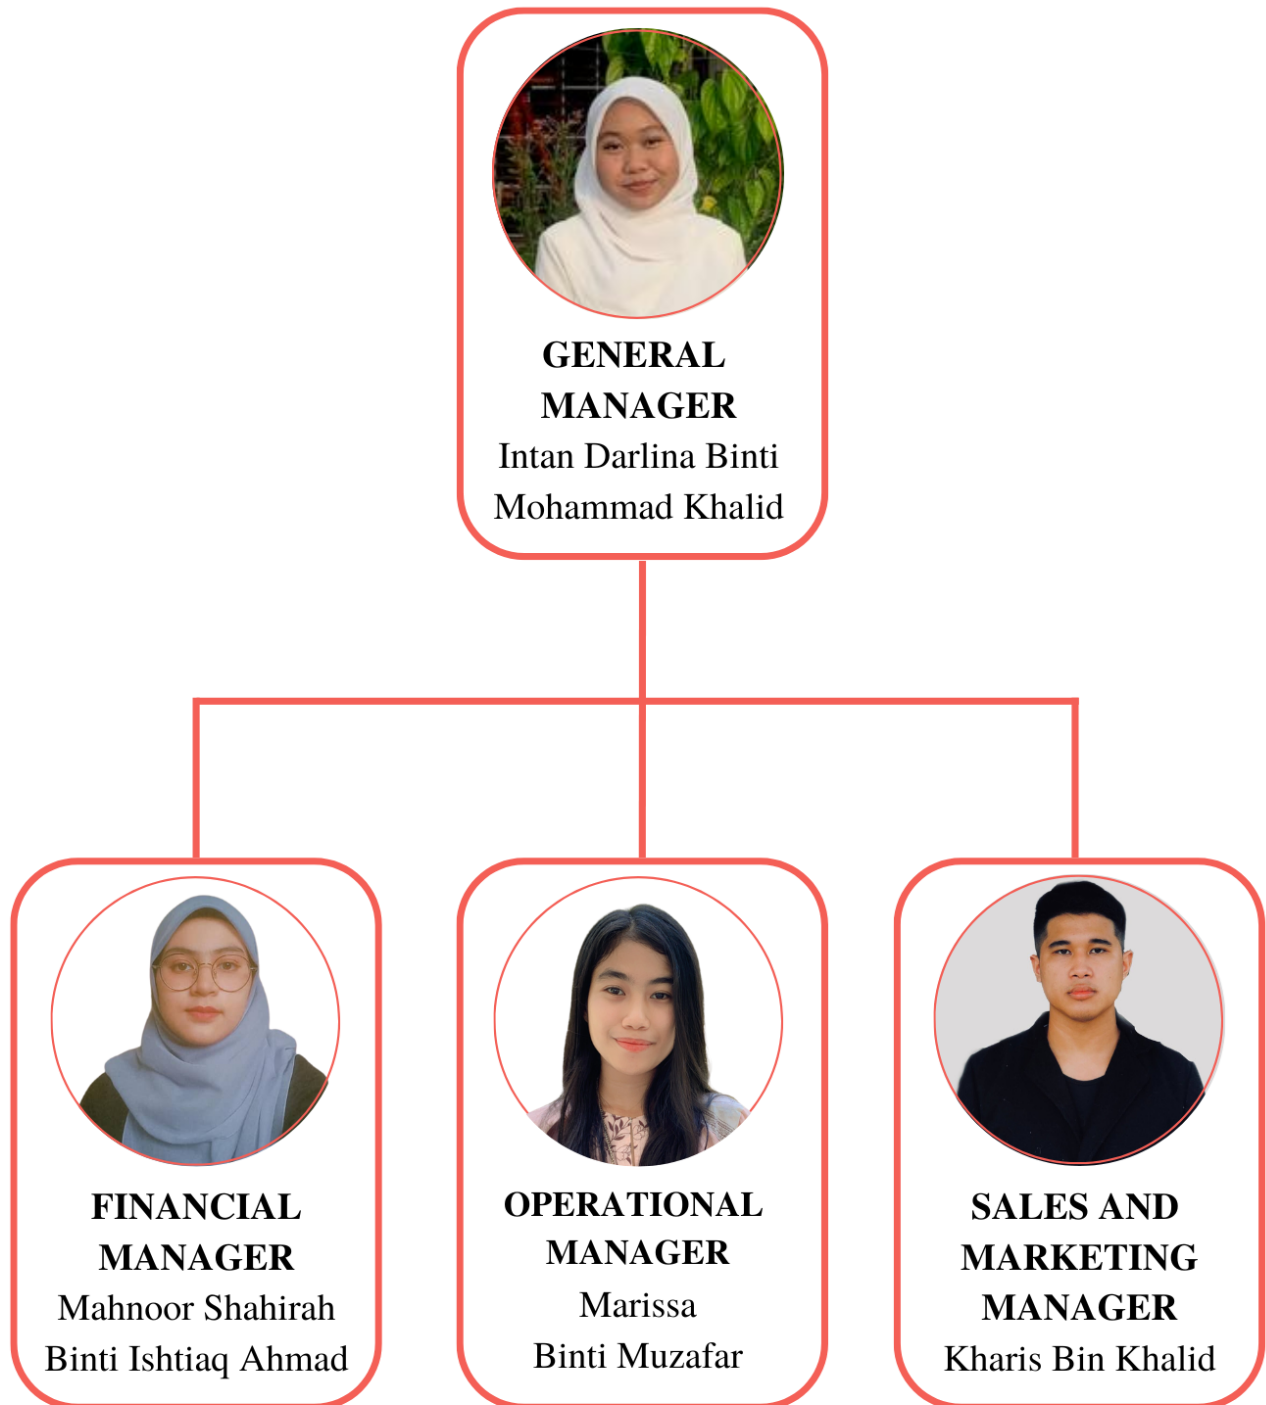 GENERAL
MANAGER
Intan Darlina Binti
Mohammad Khalid
FINANCIAL
MANAGER
Mahnoor Shahirah
Binti Ishtiaq Ahmad
OPERATIONAL
MANAGER
Marissa
Binti Muzafar
SALES AND
MARKETING
MANAGER
Kharis Bin Khalid